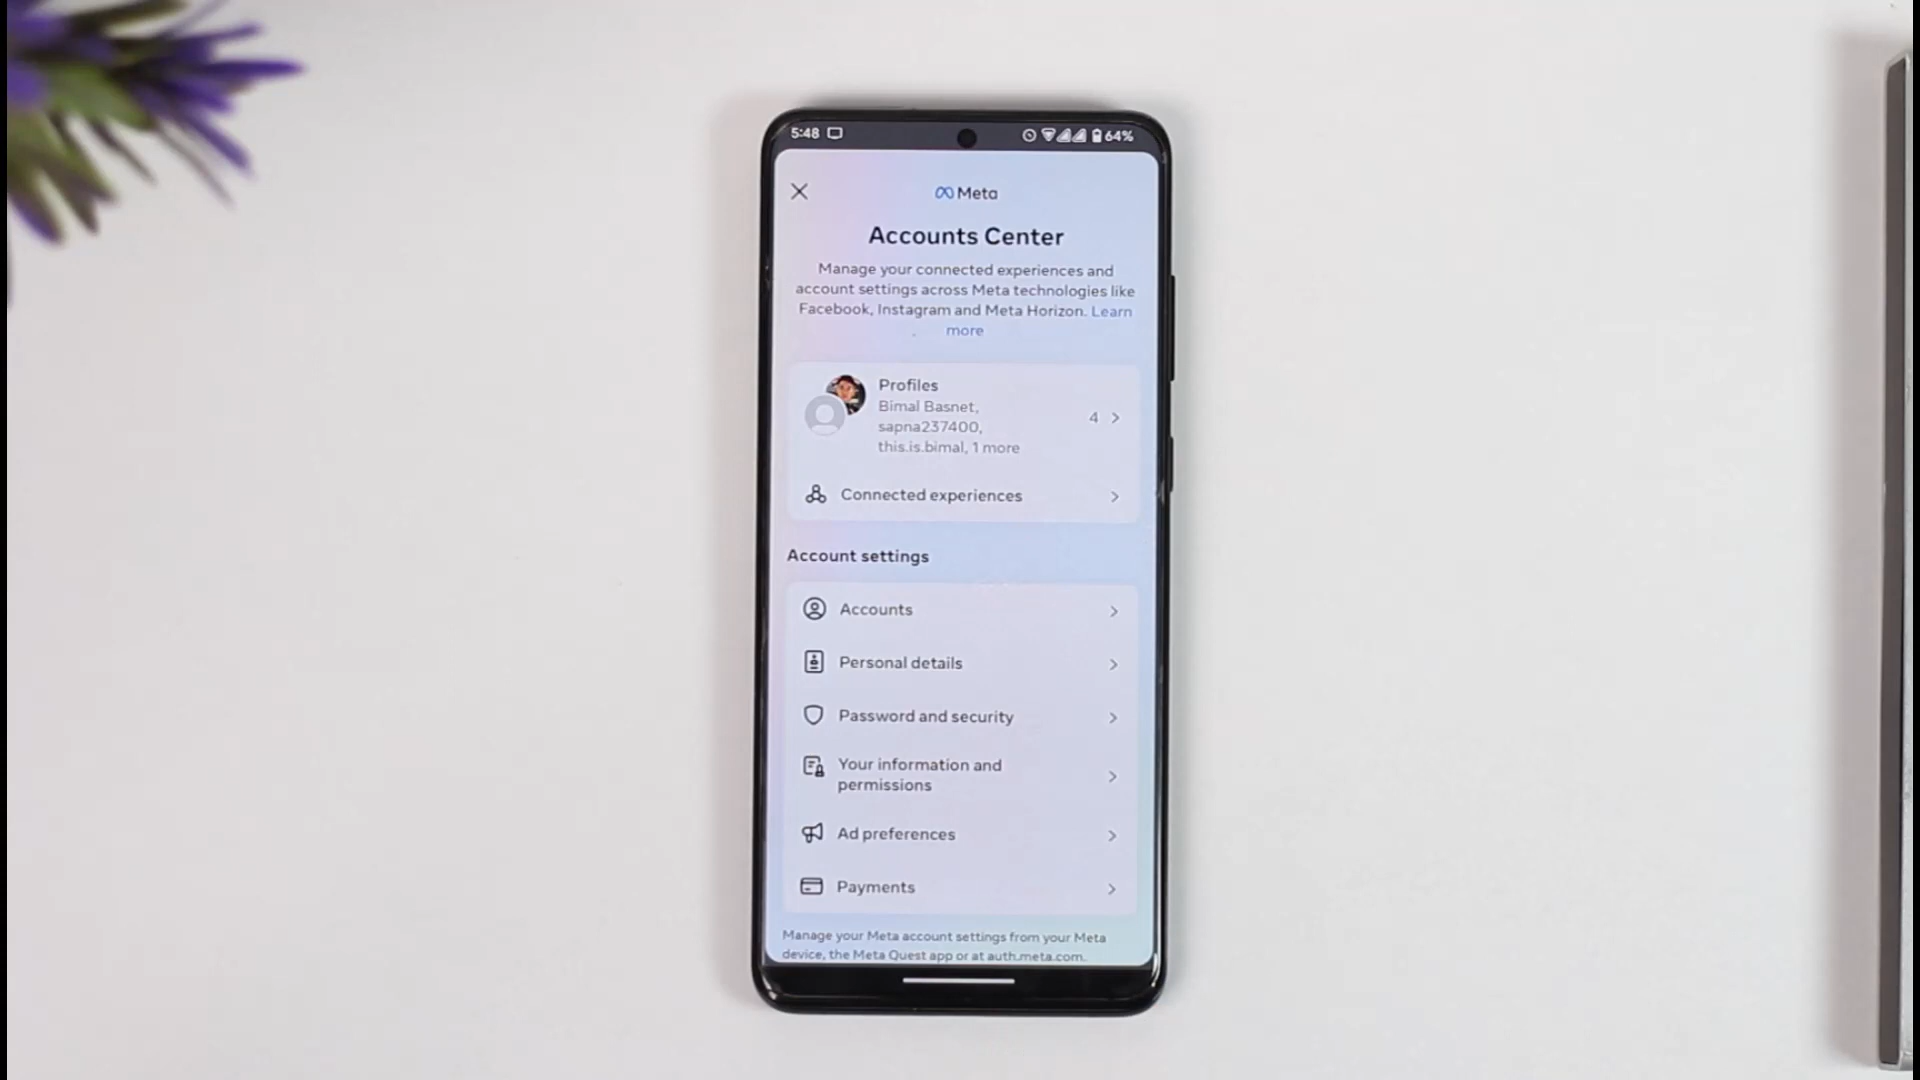 5:48
64%
Meta
Accounts Center
Manage your connected experiences and
account settings across Meta technologies like
Facebook, Instagram and Meta Horizon. Learn
more
Profiles
Bimal Basnet,
sapna237400,
this.is.bimal, 1 more
4
Connected experiences
Account settings
Accounts
Personal details
Password and security
Your information and
permissions
Ad preferences
Payments
Manage your Meta account settings from your Meta
device, the Meta Quest app or at auth.meta.com.